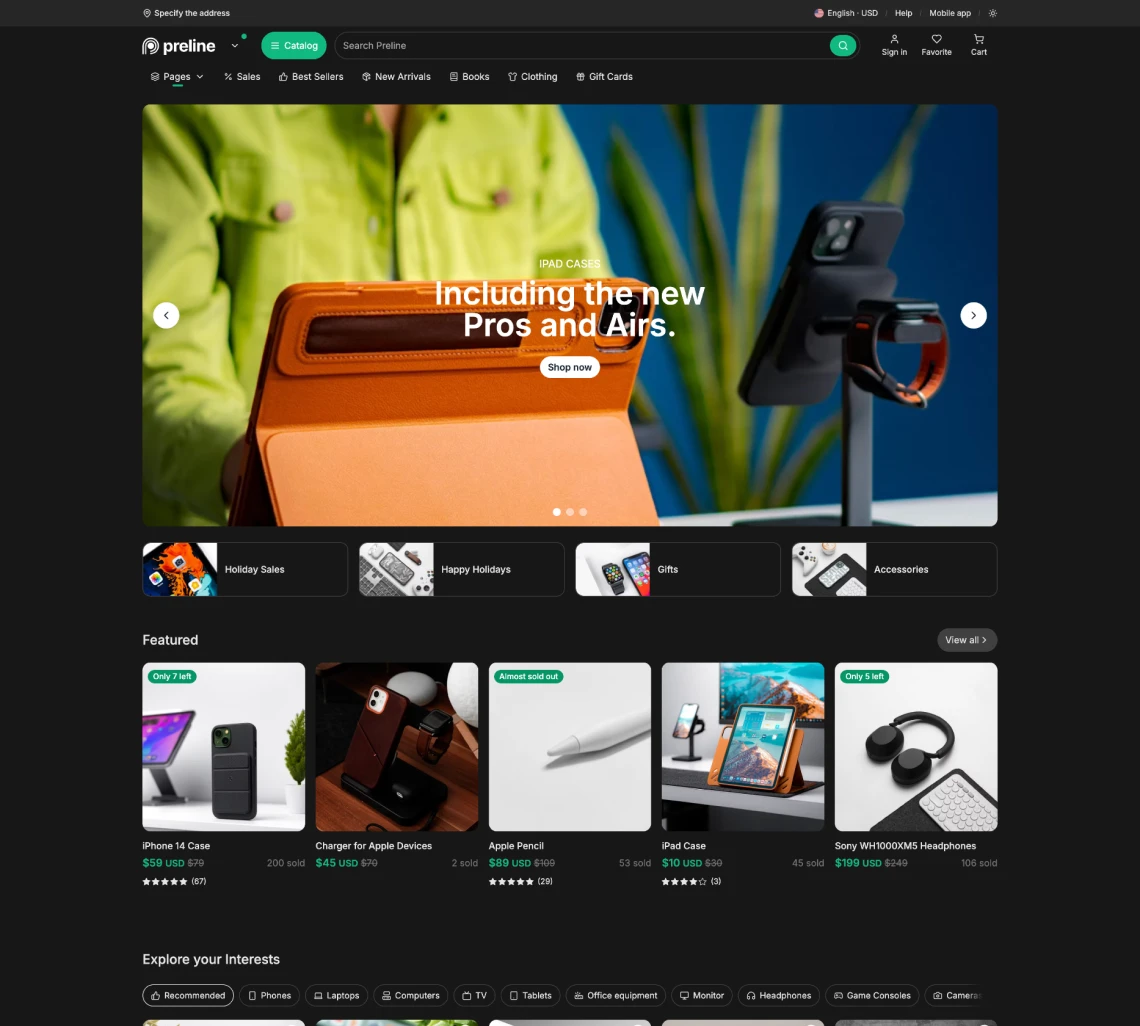 Specify the address
English · USD
Help
Mobile app
preline
Catalog
Search Preline
Sign in
Favorite
Cart
Pages
Sales
Best Sellers
New Arrivals
Books
Clothing
Gift Cards
IPAD CASES
Including the new
Pros and Airs.
Shop now
Holiday Sales
Happy Holidays
Gifts
Accessories
Featured
View all
Only 7 left
Almost sold out
Only 5 left
iPhone 14 Case
$59 USD $79
200 sold
(67)
Charger for Apple Devices
$45 USD $70
2 sold
Apple Pencil
$89 USD $109
53 sold
(29)
iPad Case
$10 USD $30
45 sold
(3)
Sony WH1000XM5 Headphones
$199 USD $249
106 sold
Explore your Interests
Recommended
Phones
Laptops
Computers
TV
Tablets
Office equipment
Monitor
Headphones
Game Consoles
Cameras